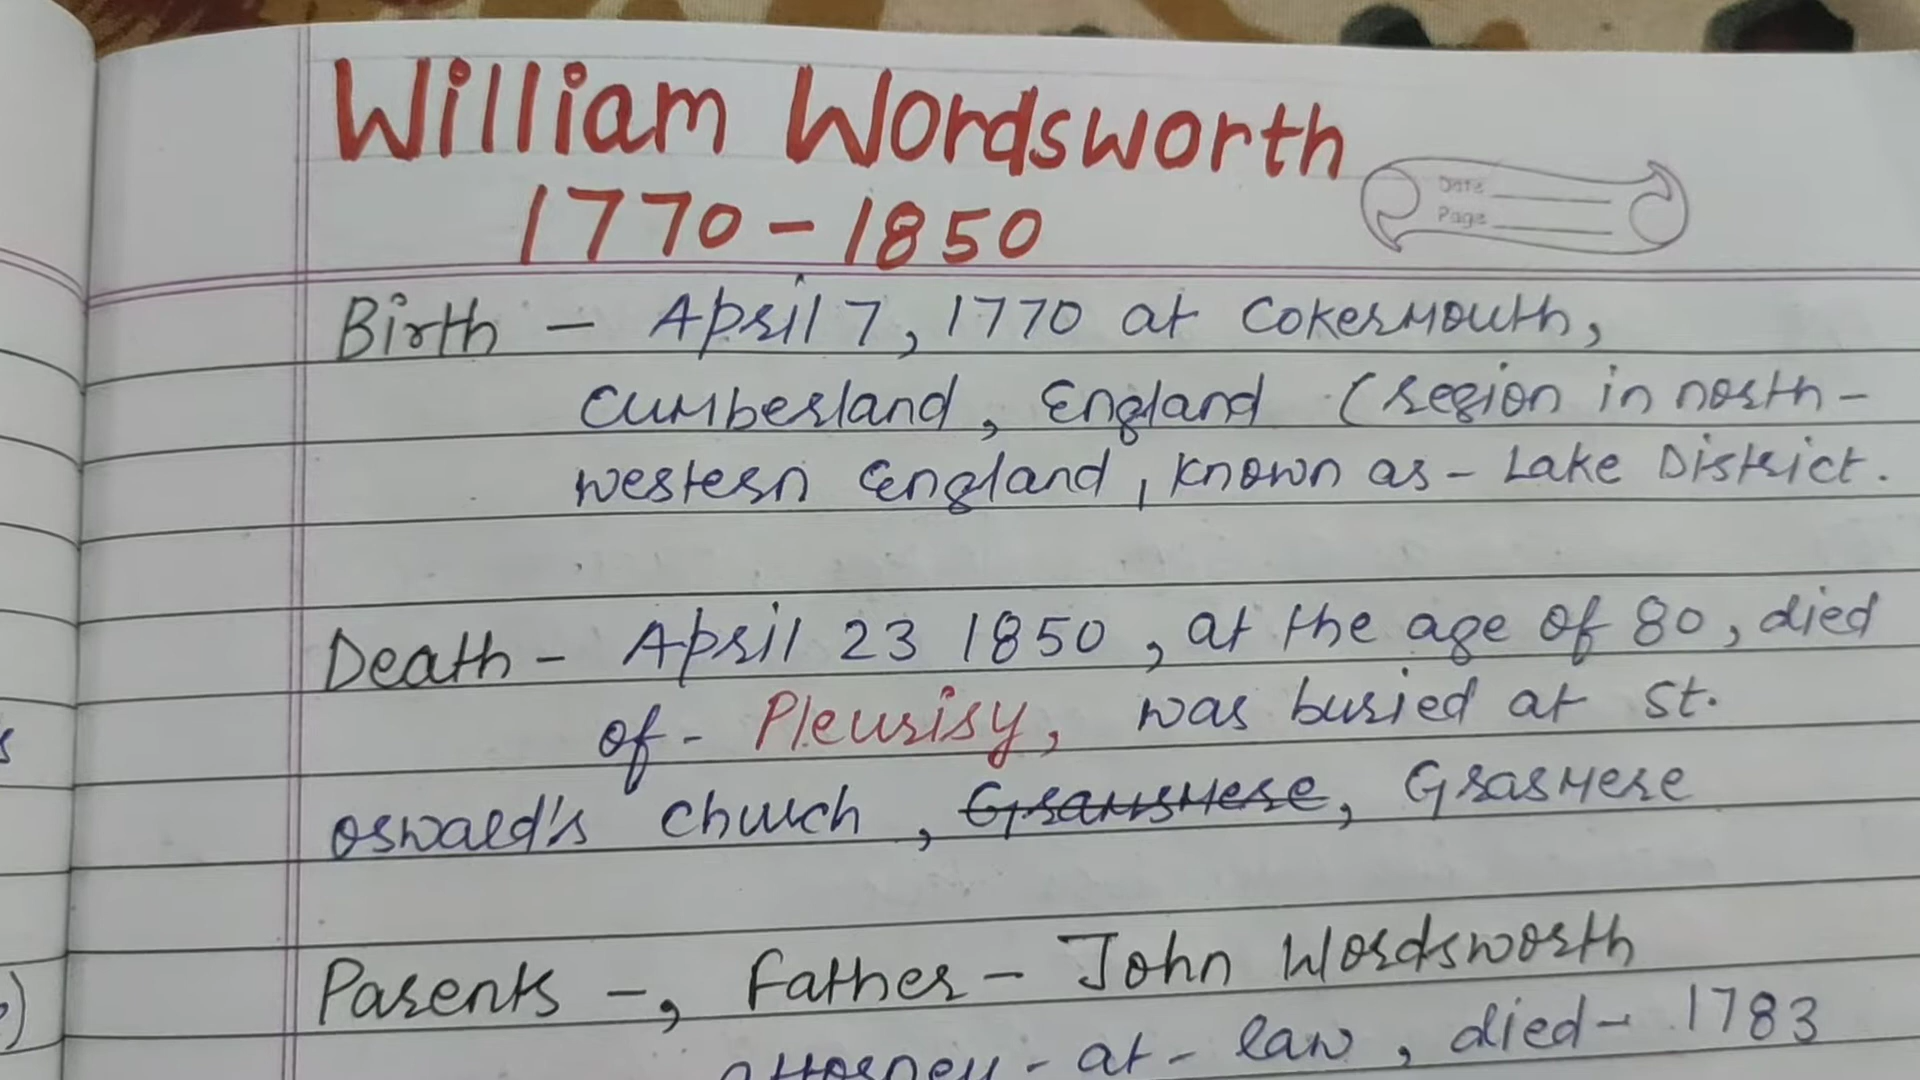 William Wordsworth
1770-1850
Date
Page
Birth - April 7, 1770 at Cokermouth,
Cumberland, England (region in north-
western England, known as - Lake District.
Death - April 23 1850, at the age of 80, died
of - Pleurisy, was buried at St.
Oswald's church, Gransmere, Grasmere
Parents -, Father - John Wordsworth
attorney - at - law, died - 1783